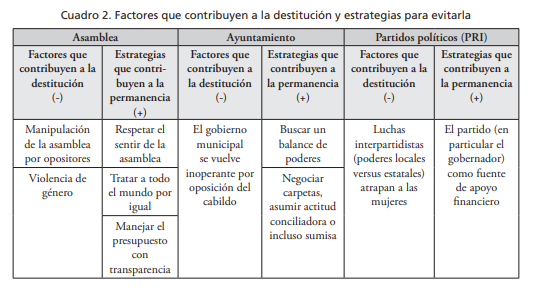 Cuadro 2. Factores que contribuyen a la destitución y estrategias para evitarla
Asamblea
Ayuntamiento
Partidos políticos (PRI)
Factores que
contribuyen a la
destitución
(-)
Estrategias
que contri-
buyen a la
permanencia
(+)
Factores que
contribuyen a la
destitución
(-)
Estrategias que
contribuyen a
la permanencia
(+)
Factores que
contribuyen a la
destitución
(-)
Estrategias que
contribuyen a
la permanencia
(+)
Manipulación
de la asamblea
por opositores
Respetar el
sentir de la
asamblea
El gobierno
municipal
se vuelve
inoperante por
oposición del
cabildo
Buscar un
balance de
poderes
Luchas
interpartidistas
(poderes locales
versus estatales)
atrapan a las
mujeres
El partido (en
particular el
gobernador)
como fuente
de apoyo
financiero
Violencia de
género
Tratar a todo
el mundo por
igual
Negociar
carpetas,
asumir actitud
conciliadora o
incluso sumisa
Manejar el
presupuesto
con
transparencia